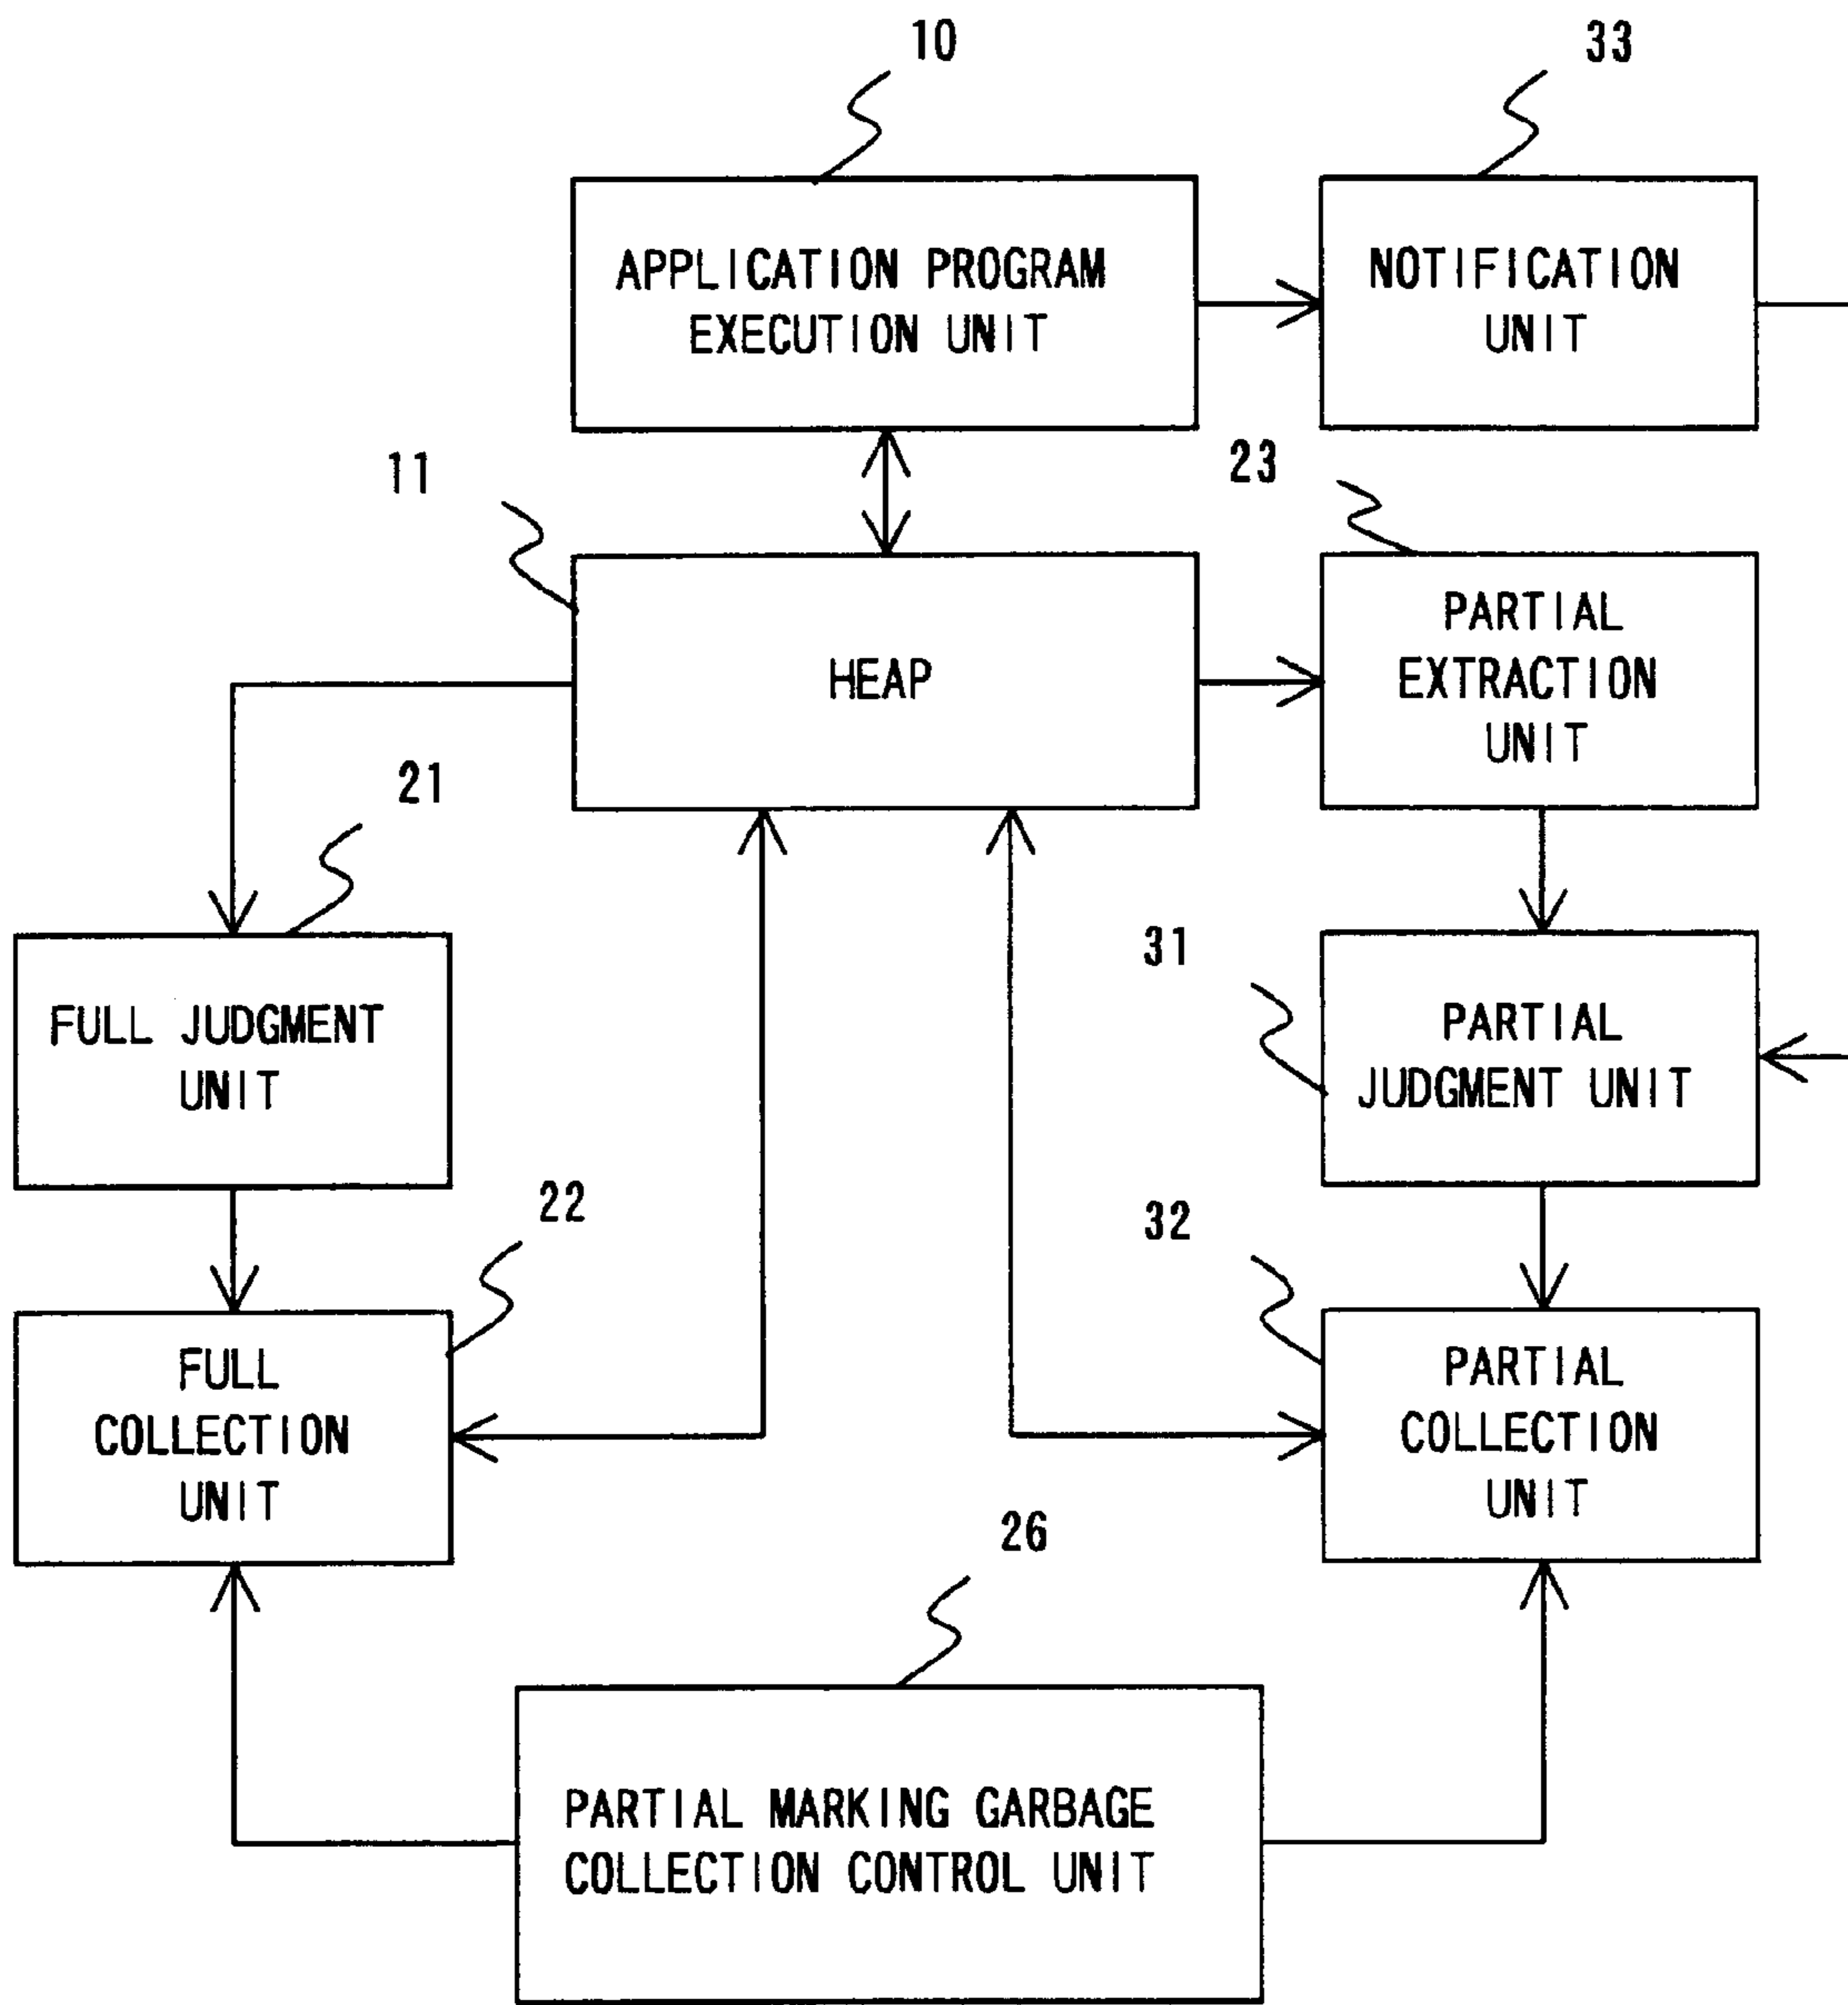 10
33
APPLICATION PROGRAM
EXECUTION UNIT
NOTIFICATION
UNIT
11
23
HEAP
PARTIAL
EXTRACTION
UNIT
21
31
FULL JUDGMENT
UNIT
PARTIAL
JUDGMENT UNIT
22
32
FULL
COLLECTION
UNIT
PARTIAL
COLLECTION
UNIT
26
PARTIAL MARKING GARBAGE
COLLECTION CONTROL UNIT